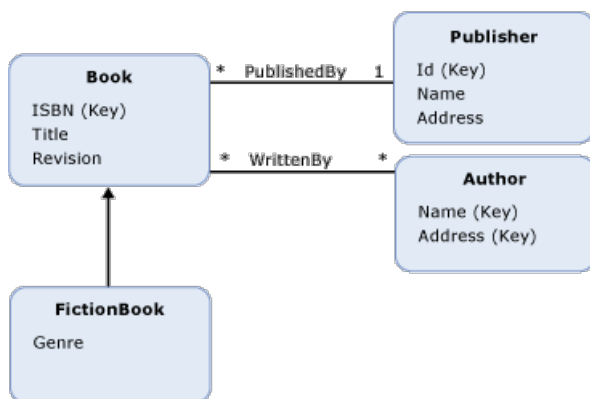 Book
ISBN (Key)
Title
Revision
* PublishedBy 1
Publisher
Id (Key)
Name
Address
* WrittenBy *
Author
Name (Key)
Address (Key)
FictionBook
Genre